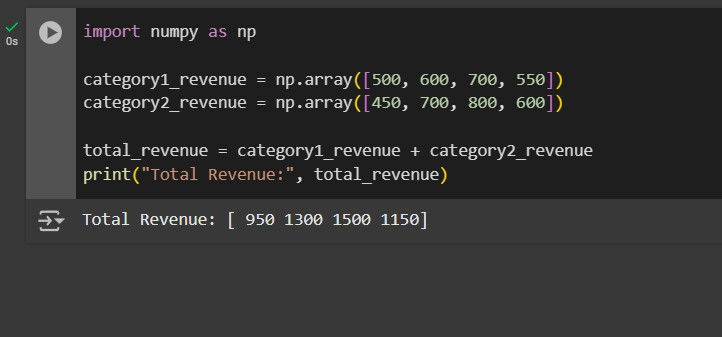 0s
import numpy as np
category1_revenue = np.array([500, 600, 700, 550])
category2_revenue = np.array([450, 700, 800, 600])
total_revenue = category1_revenue + category2_revenue
print("Total Revenue:", total_revenue)
Total Revenue: [ 950 1300 1500 1150]